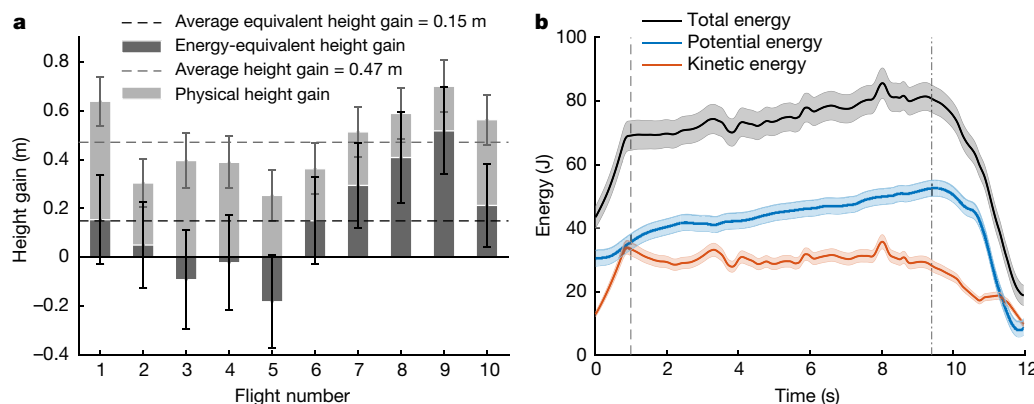 a
Average equivalent height gain = 0.15 m
Energy-equivalent height gain
Average height gain = 0.47 m
Physical height gain
Height gain (m)
0.8
0.6
0.4
0.2
0
−0.2
−0.4
1 2 3 4 5 6 7 8 9 10
Flight number
b
Total energy
Potential energy
Kinetic energy
Energy (J)
100
80
60
40
20
0
0 2 4 6 8 10 12
Time (s)